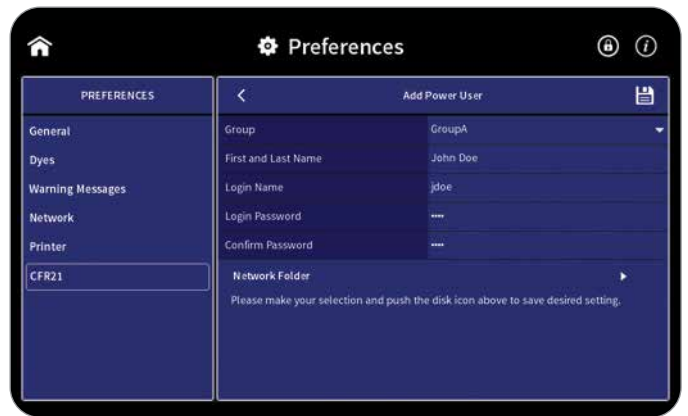 Preferences
i
PREFERENCES
Add Power User
General
Group
GroupA
Dyes
First and Last Name
John Doe
Warning Messages
Login Name
jdoe
Network
Login Password
••••
Printer
Confirm Password
••••
CFR21
Network Folder
Please make your selection and push the disk icon above to save desired setting.